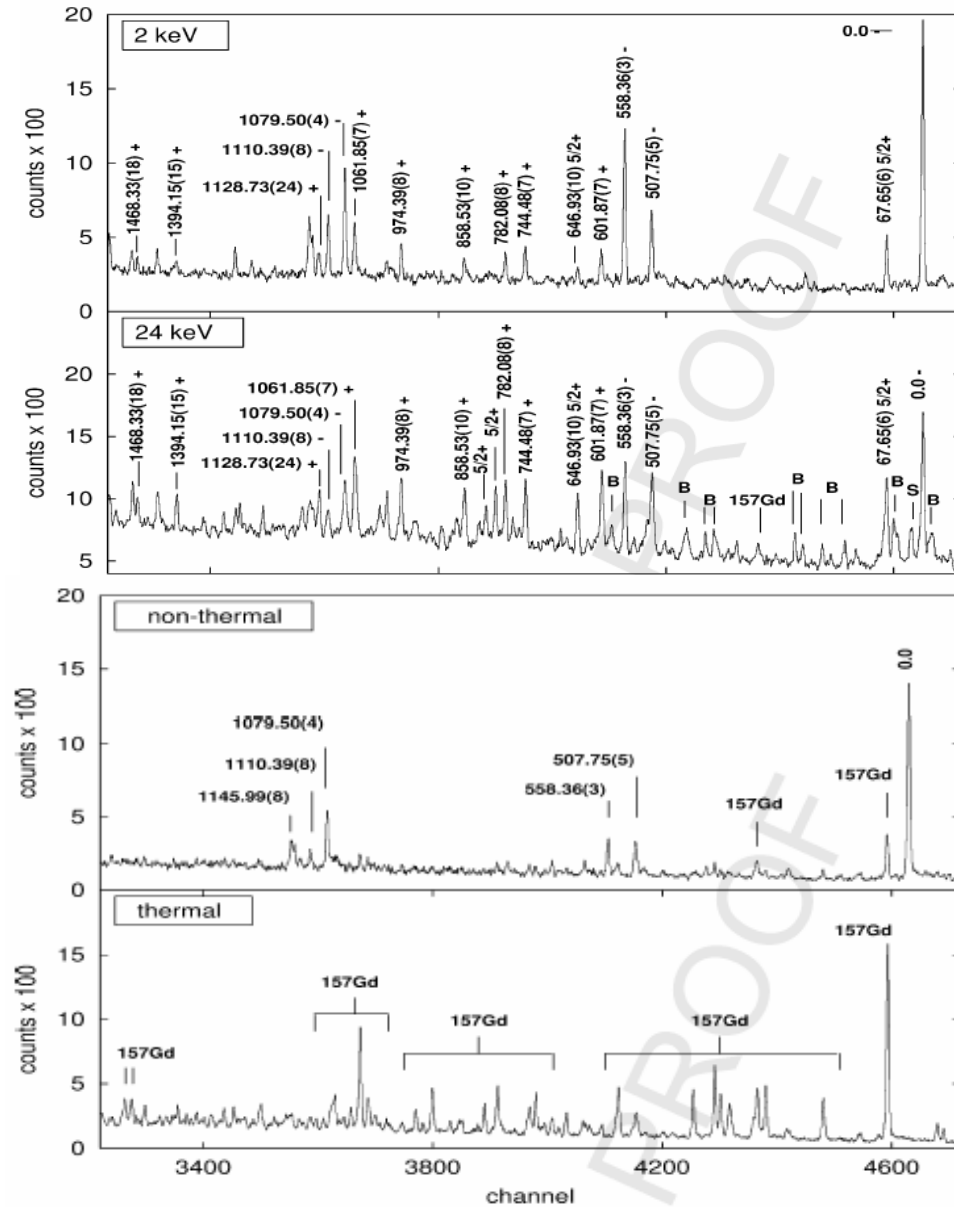 20
15
10
5
0
counts x 100
2 keV
1468.33(18) +
1394.15(15) +
1128.73(24) +
1110.39(8) -
1079.50(4) -
1061.85(7) +
974.39(8) +
858.53(10) +
782.08(8) +
744.48(7) +
646.93(10) 5/2+
601.87(7) +
558.36(3) -
507.75(5) -
67.65(6) 5/2+
0.0 -
20
15
10
5
counts x 100
24 keV
1468.33(18) +
1394.15(15) +
1061.85(7) +
1079.50(4) -
1110.39(8) -
1128.73(24) +
974.39(8) +
858.53(10) +
5/2+
5/2+
782.08(8) +
744.48(7) +
646.93(10) 5/2+
601.87(7) +
B
558.36(3) -
507.75(5) -
B
B
157Gd
B
B
67.65(6) 5/2+
B
S
0.0 -
B
PROOF
20
15
10
5
0
counts x 100
non-thermal
1079.50(4)
1110.39(8)
1145.99(8)
507.75(5)
558.36(3)
157Gd
157Gd
0.0
15
10
5
0
counts x 100
thermal
157Gd
157Gd
157Gd
157Gd
157Gd
PROOF
3400
3800
4200
4600
channel